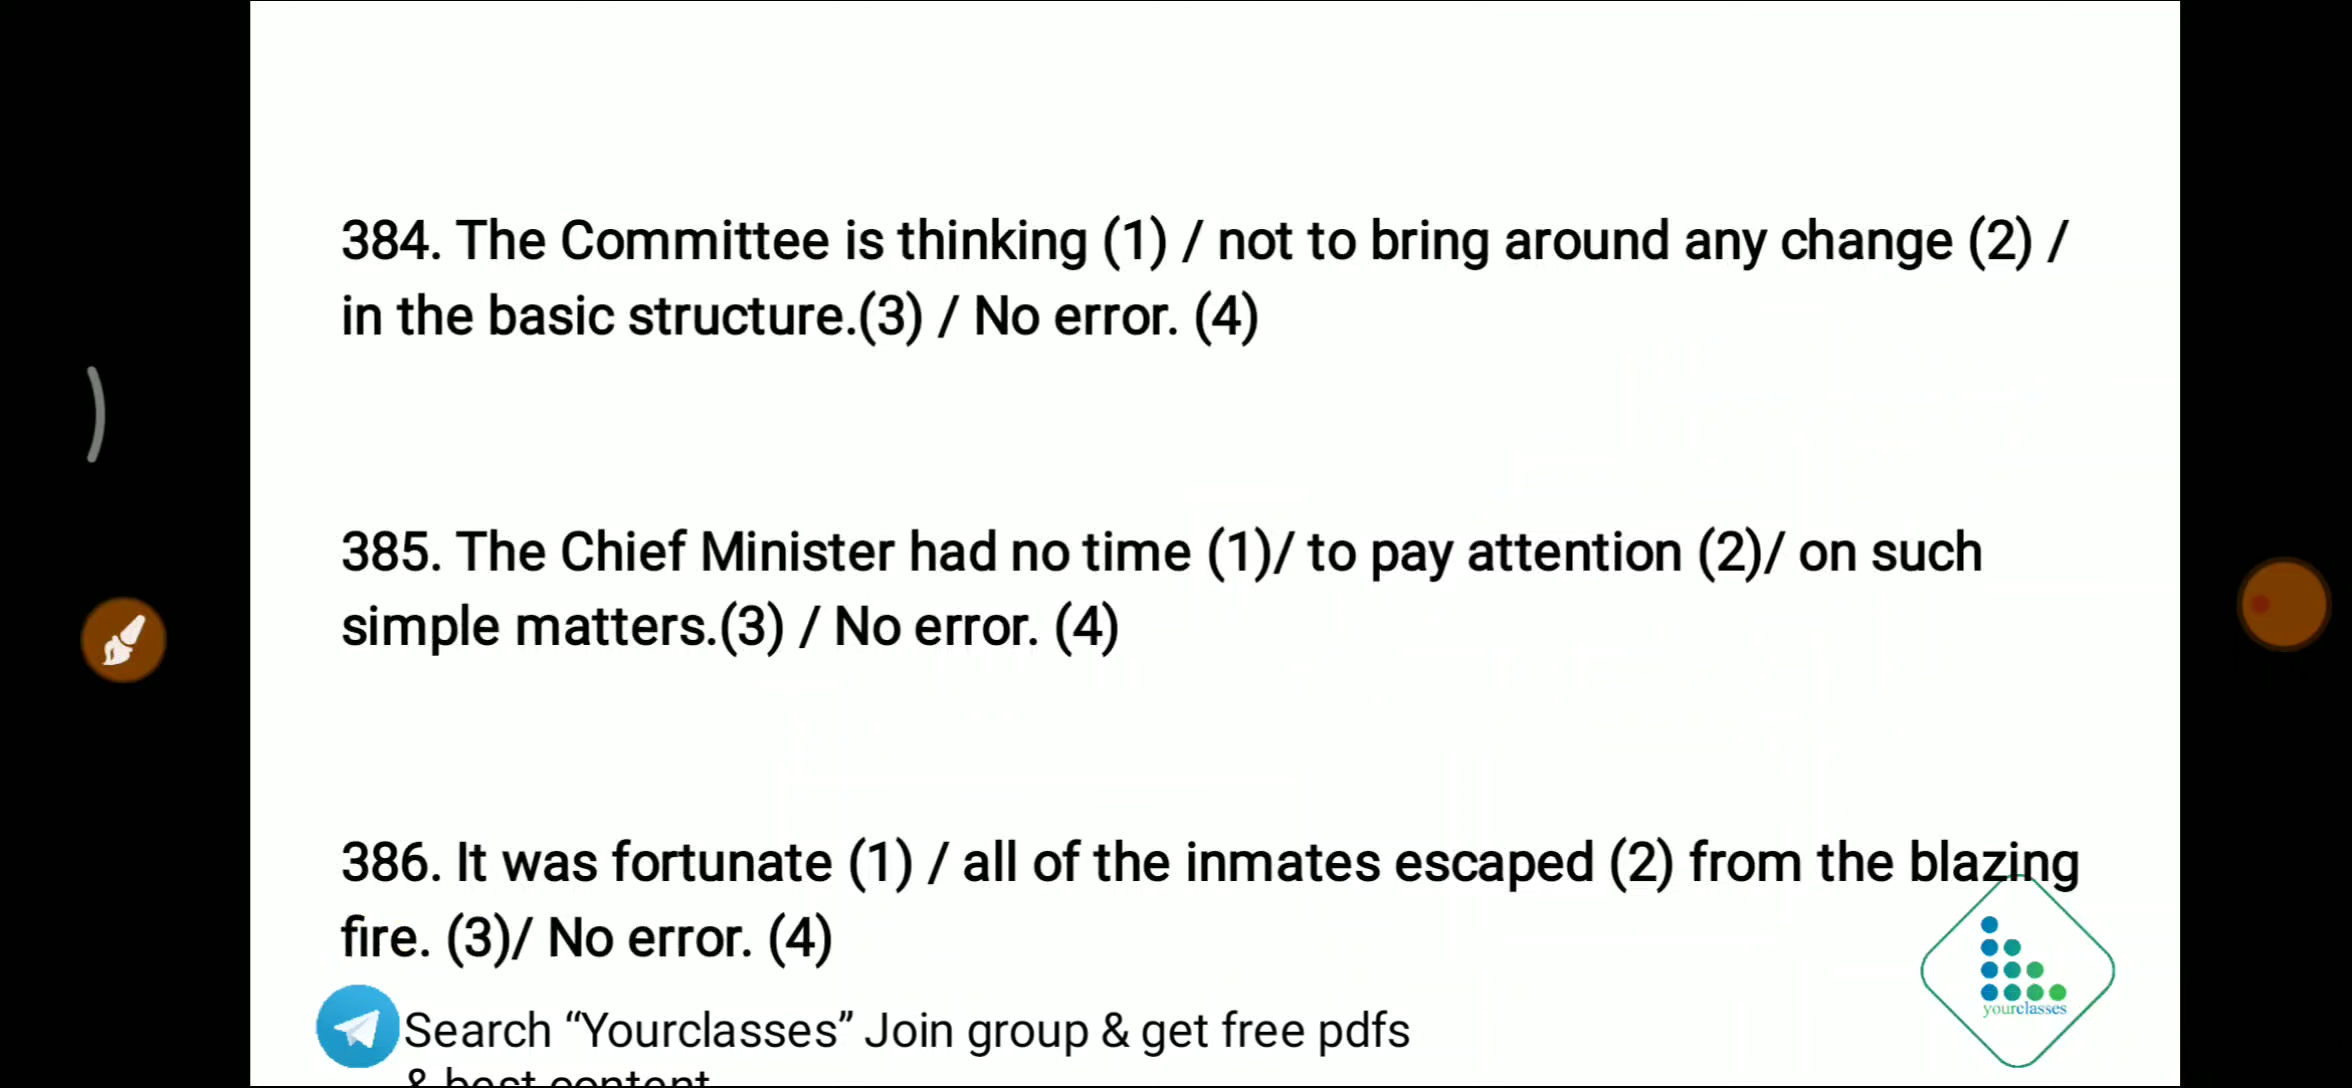 384. The Committee is thinking (1) / not to bring around any change (2) /
in the basic structure.(3) / No error. (4)
385. The Chief Minister had no time (1)/ to pay attention (2)/ on such
simple matters.(3) / No error. (4)
386. It was fortunate (1) / all of the inmates escaped (2) from the blazing
fire. (3)/ No error. (4)
yourclasses
Search “Yourclasses” Join group & get free pdfs
& best content